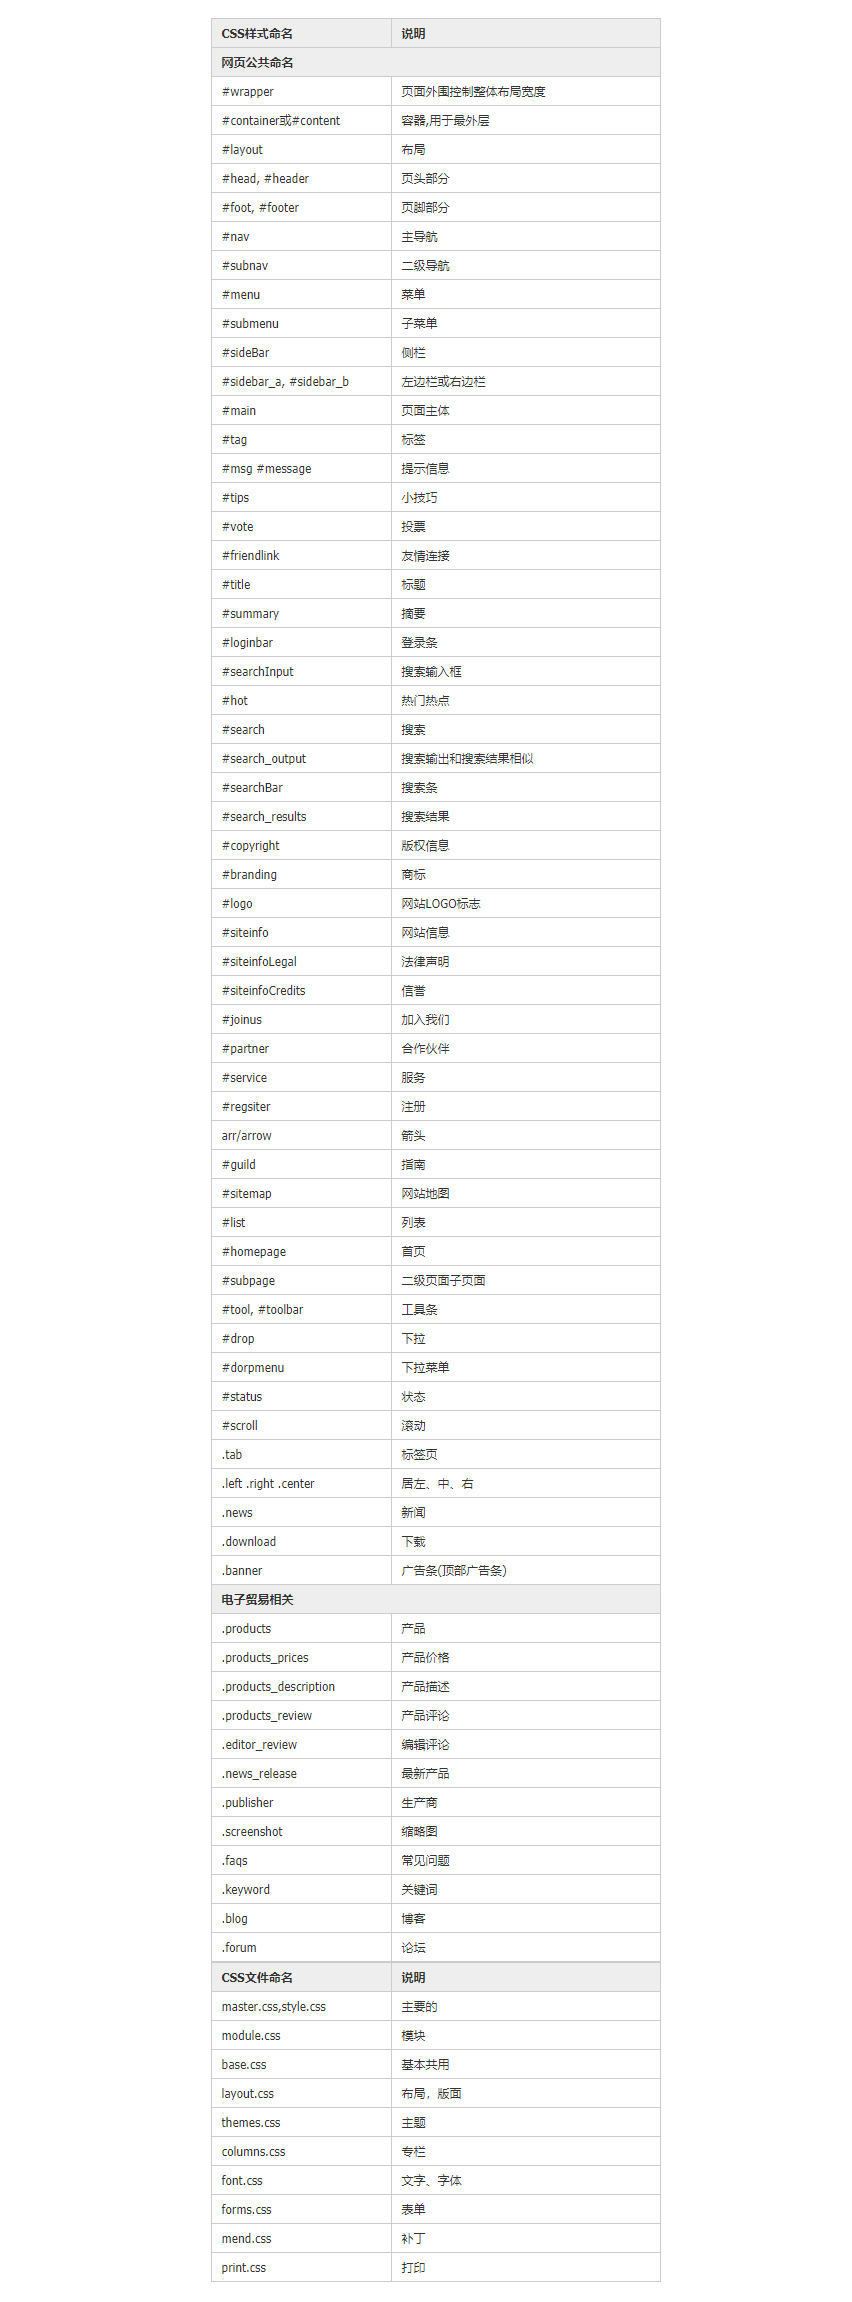 CSS样式命名 说明
网页公共命名
#wrapper 页面外围控制整体布局宽度
#container或#content 容器,用于最外层
#layout 布局
#head, #header 页头部分
#foot, #footer 页脚部分
#nav 主导航
#subnav 二级导航
#menu 菜单
#submenu 子菜单
#sideBar 侧栏
#sidebar_a, #sidebar_b 左边栏或右边栏
#main 页面主体
#tag 标签
#msg #message 提示信息
#tips 小技巧
#vote 投票
#friendlink 友情连接
#title 标题
#summary 摘要
#loginbar 登录条
#searchInput 搜索输入框
#hot 热门热点
#search 搜索
#search_output 搜索输出和搜索结果相似
#searchBar 搜索条
#search_results 搜索结果
#copyright 版权信息
#branding 商标
#logo 网站LOGO标志
#siteinfo 网站信息
#siteinfoLegal 法律声明
#siteinfoCredits 信誉
#joinus 加入我们
#partner 合作伙伴
#service 服务
#regsiter 注册
arr/arrow 箭头
#guild 指南
#sitemap 网站地图
#list 列表
#homepage 首页
#subpage 二级页面子页面
#tool, #toolbar 工具条
#drop 下拉
#dorpmenu 下拉菜单
#status 状态
#scroll 滚动
.tab 标签页
.left .right .center 居左、中、右
.news 新闻
.download 下载
.banner 广告条(顶部广告条)
电子贸易相关
.products 产品
.products_prices 产品价格
.products_description 产品描述
.products_review 产品评论
.editor_review 编辑评论
.news_release 最新产品
.publisher 生产商
.screenshot 缩略图
.faqs 常见问题
.keyword 关键词
.blog 博客
.forum 论坛
CSS文件命名 说明
master.css,style.css 主要的
module.css 模块
base.css 基本共用
layout.css 布局，版面
themes.css 主题
columns.css 专栏
font.css 文字、字体
forms.css 表单
mend.css 补丁
print.css 打印